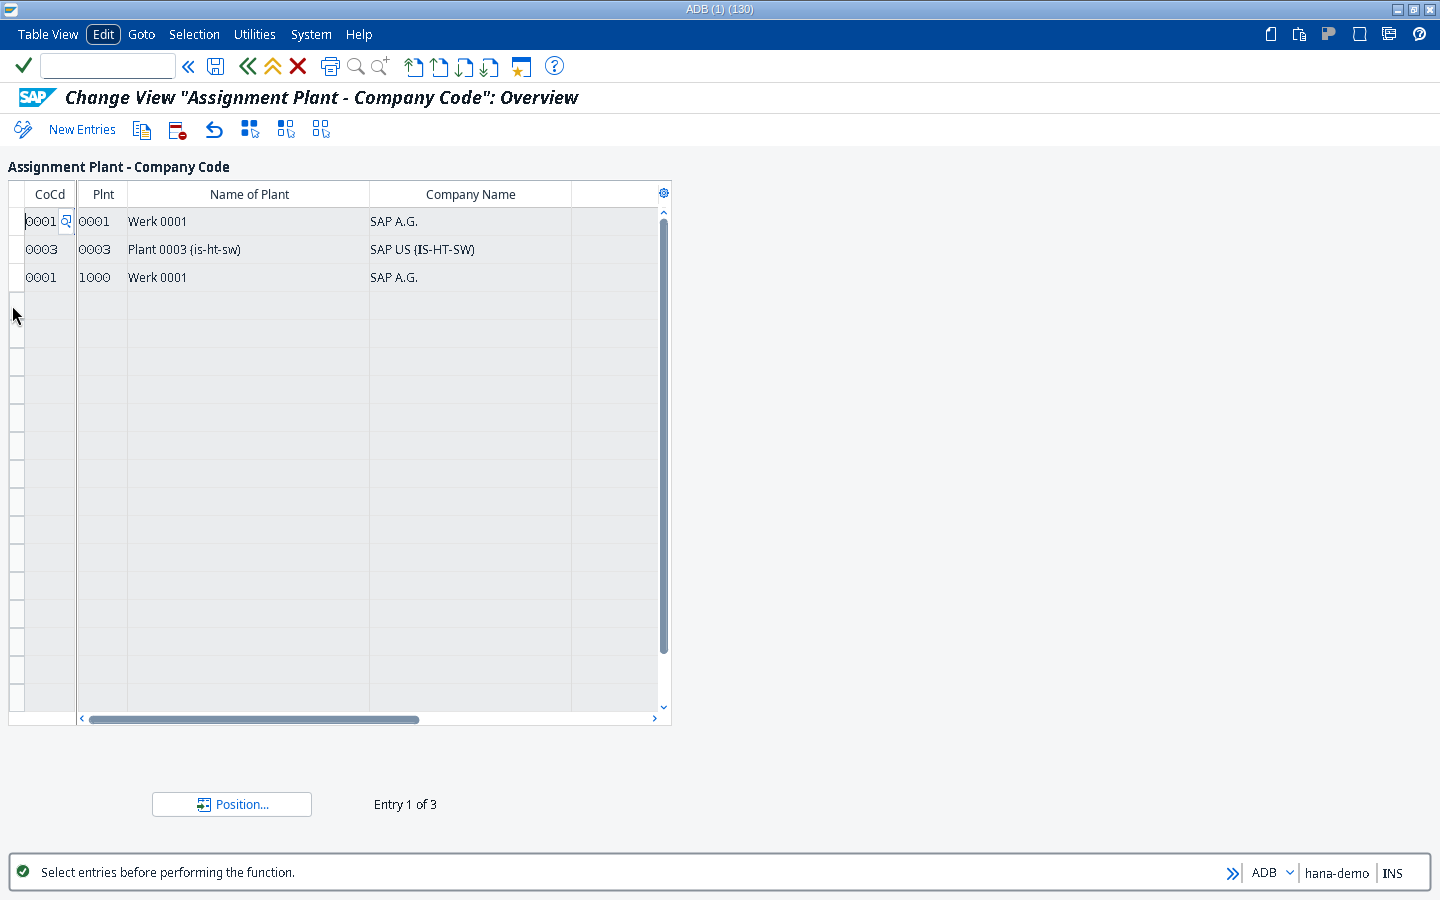 ADB (1) (130)
Table View Edit Goto Selection Utilities System Help
SAP Change View "Assignment Plant - Company Code": Overview
New Entries
Assignment Plant - Company Code
CoCd Plnt Name of Plant Company Name
0001 0001 Werk 0001 SAP A.G.
0003 0003 Plant 0003 (is-ht-sw) SAP US (IS-HT-SW)
0001 1000 Werk 0001 SAP A.G.
Position... Entry 1 of 3
Select entries before performing the function. ADB hana-demo INS